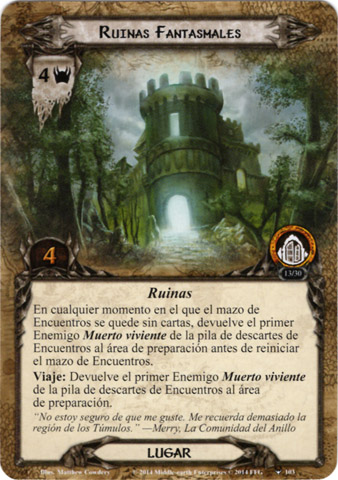 Ruinas Fantasmales
4
4
13/30
Ruinas
En cualquier momento en el que el mazo de
Encuentros se quede sin cartas, devuelve el primer
Enemigo Muerto viviente de la pila de descartes de
Encuentros al área de preparación antes de reiniciar
el mazo de Encuentros.
Viaje: Devuelve el primer Enemigo Muerto viviente
de la pila de descartes de Encuentros al área
de preparación.
“No estoy seguro de que me guste. Me recuerda demasiado la
región de los Túmulos.” —Merry, La Comunidad del Anillo
LUGAR
Illus. Matthew Cowdery © 2014 Middle-earth Enterprises © 2014 FFG 103